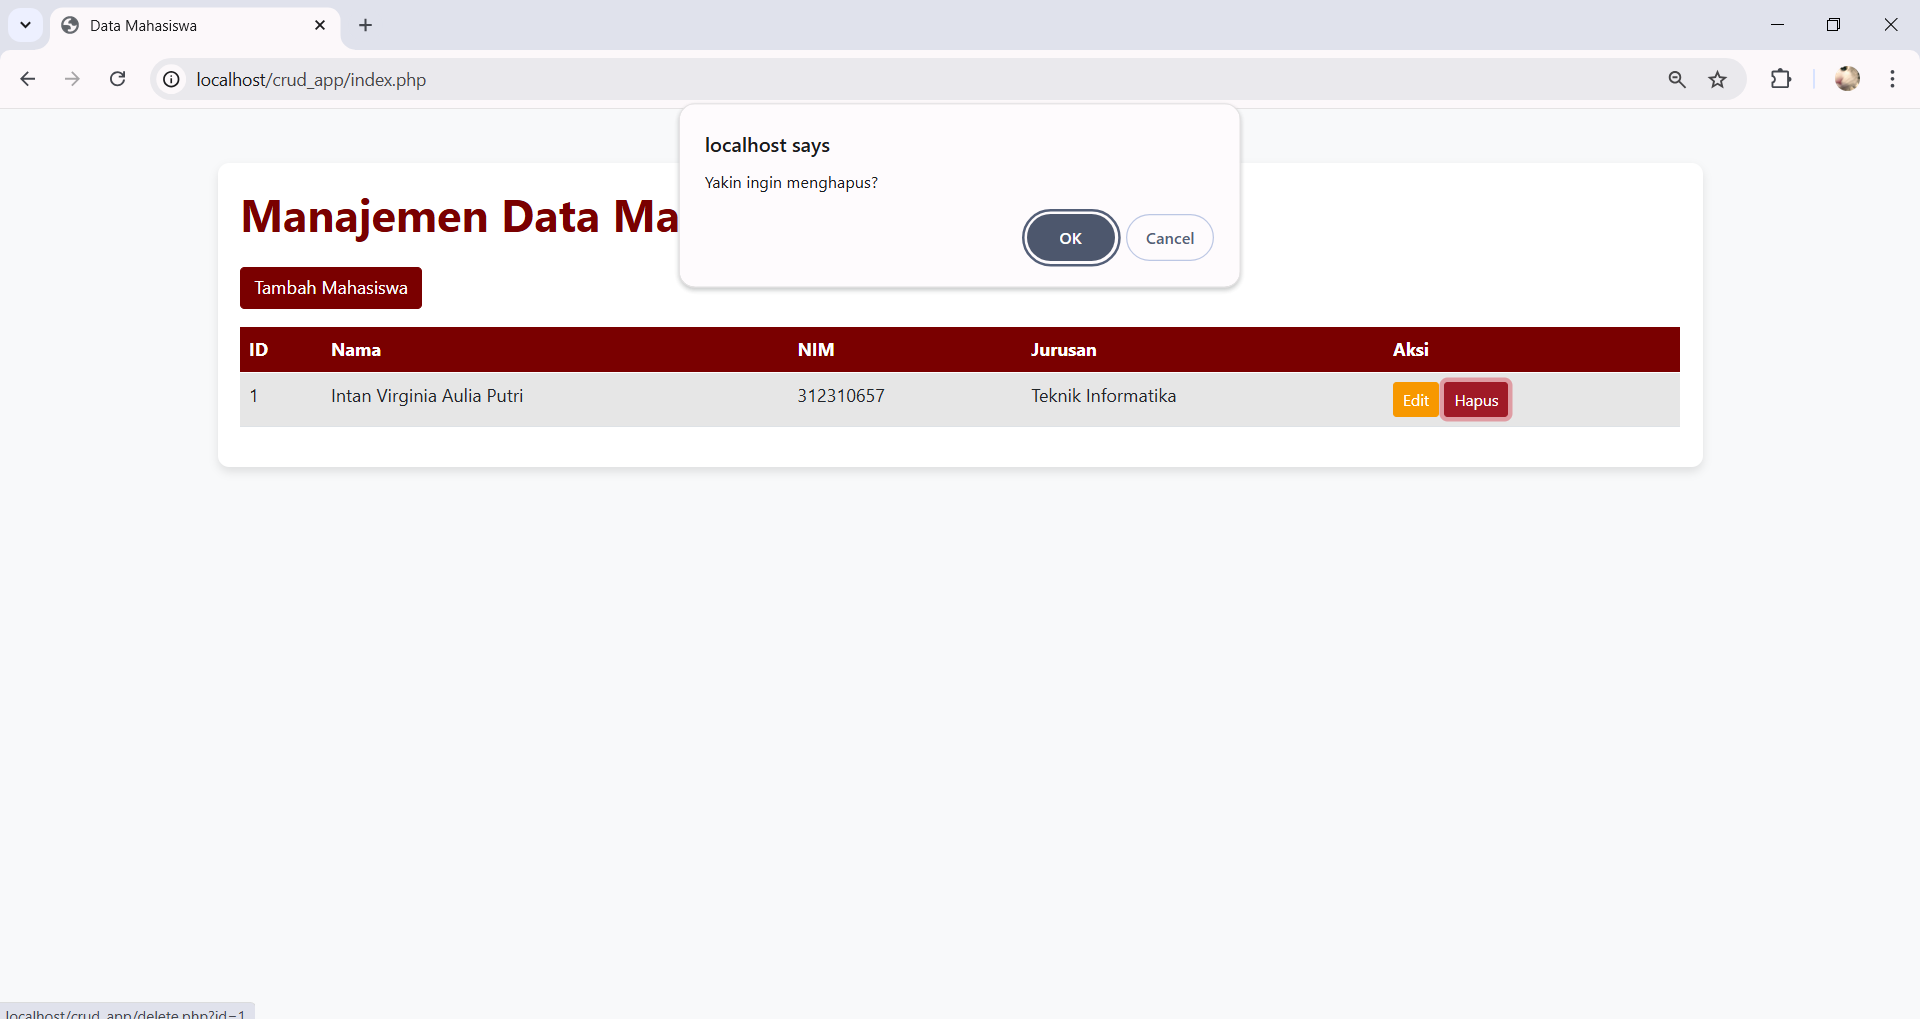 Data Mahasiswa
localhost/crud_app/index.php
localhost says
Yakin ingin menghapus?
OK Cancel
Manajemen Data Ma
Tambah Mahasiswa
ID Nama NIM Jurusan Aksi
1 Intan Virginia Aulia Putri 312310657 Teknik Informatika Edit Hapus
localhost/crud_app/delete.php?id=1